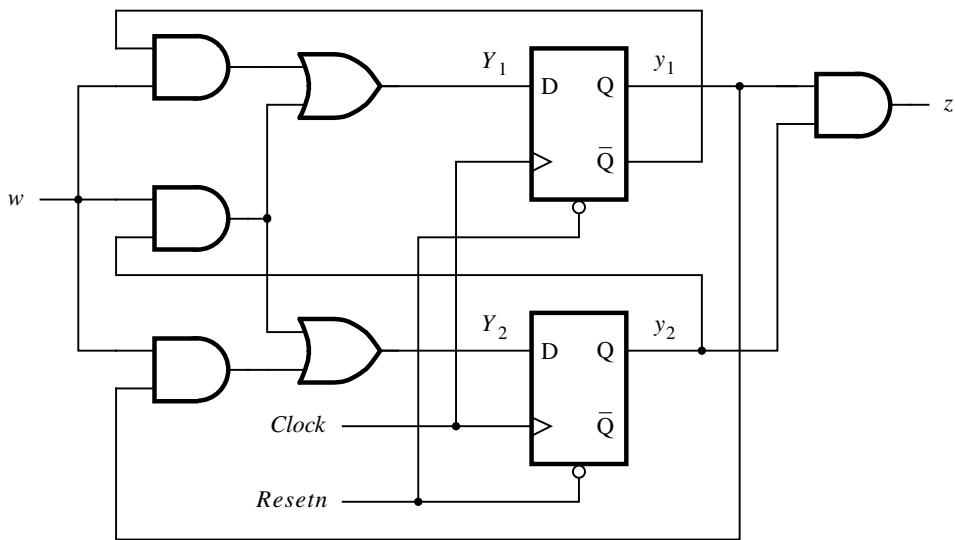 Y₁ y₁
D Q
z
Q̅
w
Y₂ y₂
D Q
Clock
Q̅
Resetn